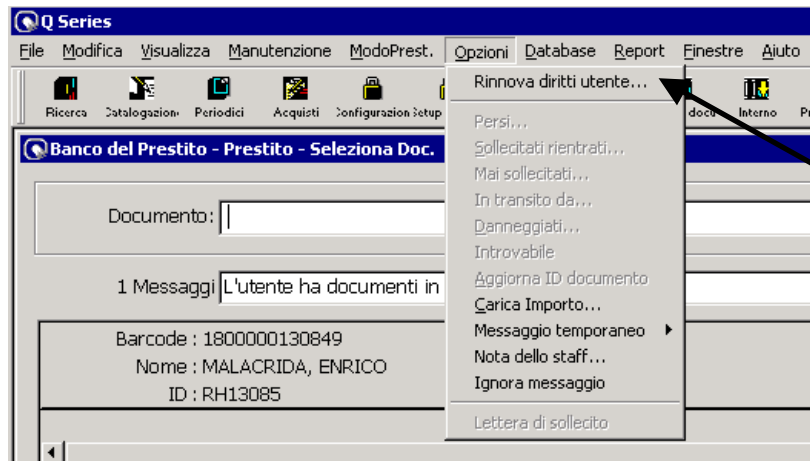 Q Series
File Modifica Visualizza Manutenzione ModoPrest. Opzioni Database Report Finestre Aiuto
Ricerca Catalogazion Periodici Acquisti Configurazion Setup docu Interno
Rinnova diritti utente...
Persi...
Sollecitati rientrati...
Mai sollecitati...
In transito da...
Danneggiati...
Introvabile
Aggiorna ID documento
Carica Importo...
Messaggio temporaneo
Nota dello staff...
Ignora messaggio
Lettera di sollecito
Banco del Prestito - Prestito - Seleziona Doc.
Documento:
1 Messaggi L'utente ha documenti in
Barcode : 1800000130849
Nome : MALACRIDA, ENRICO
ID : RH13085